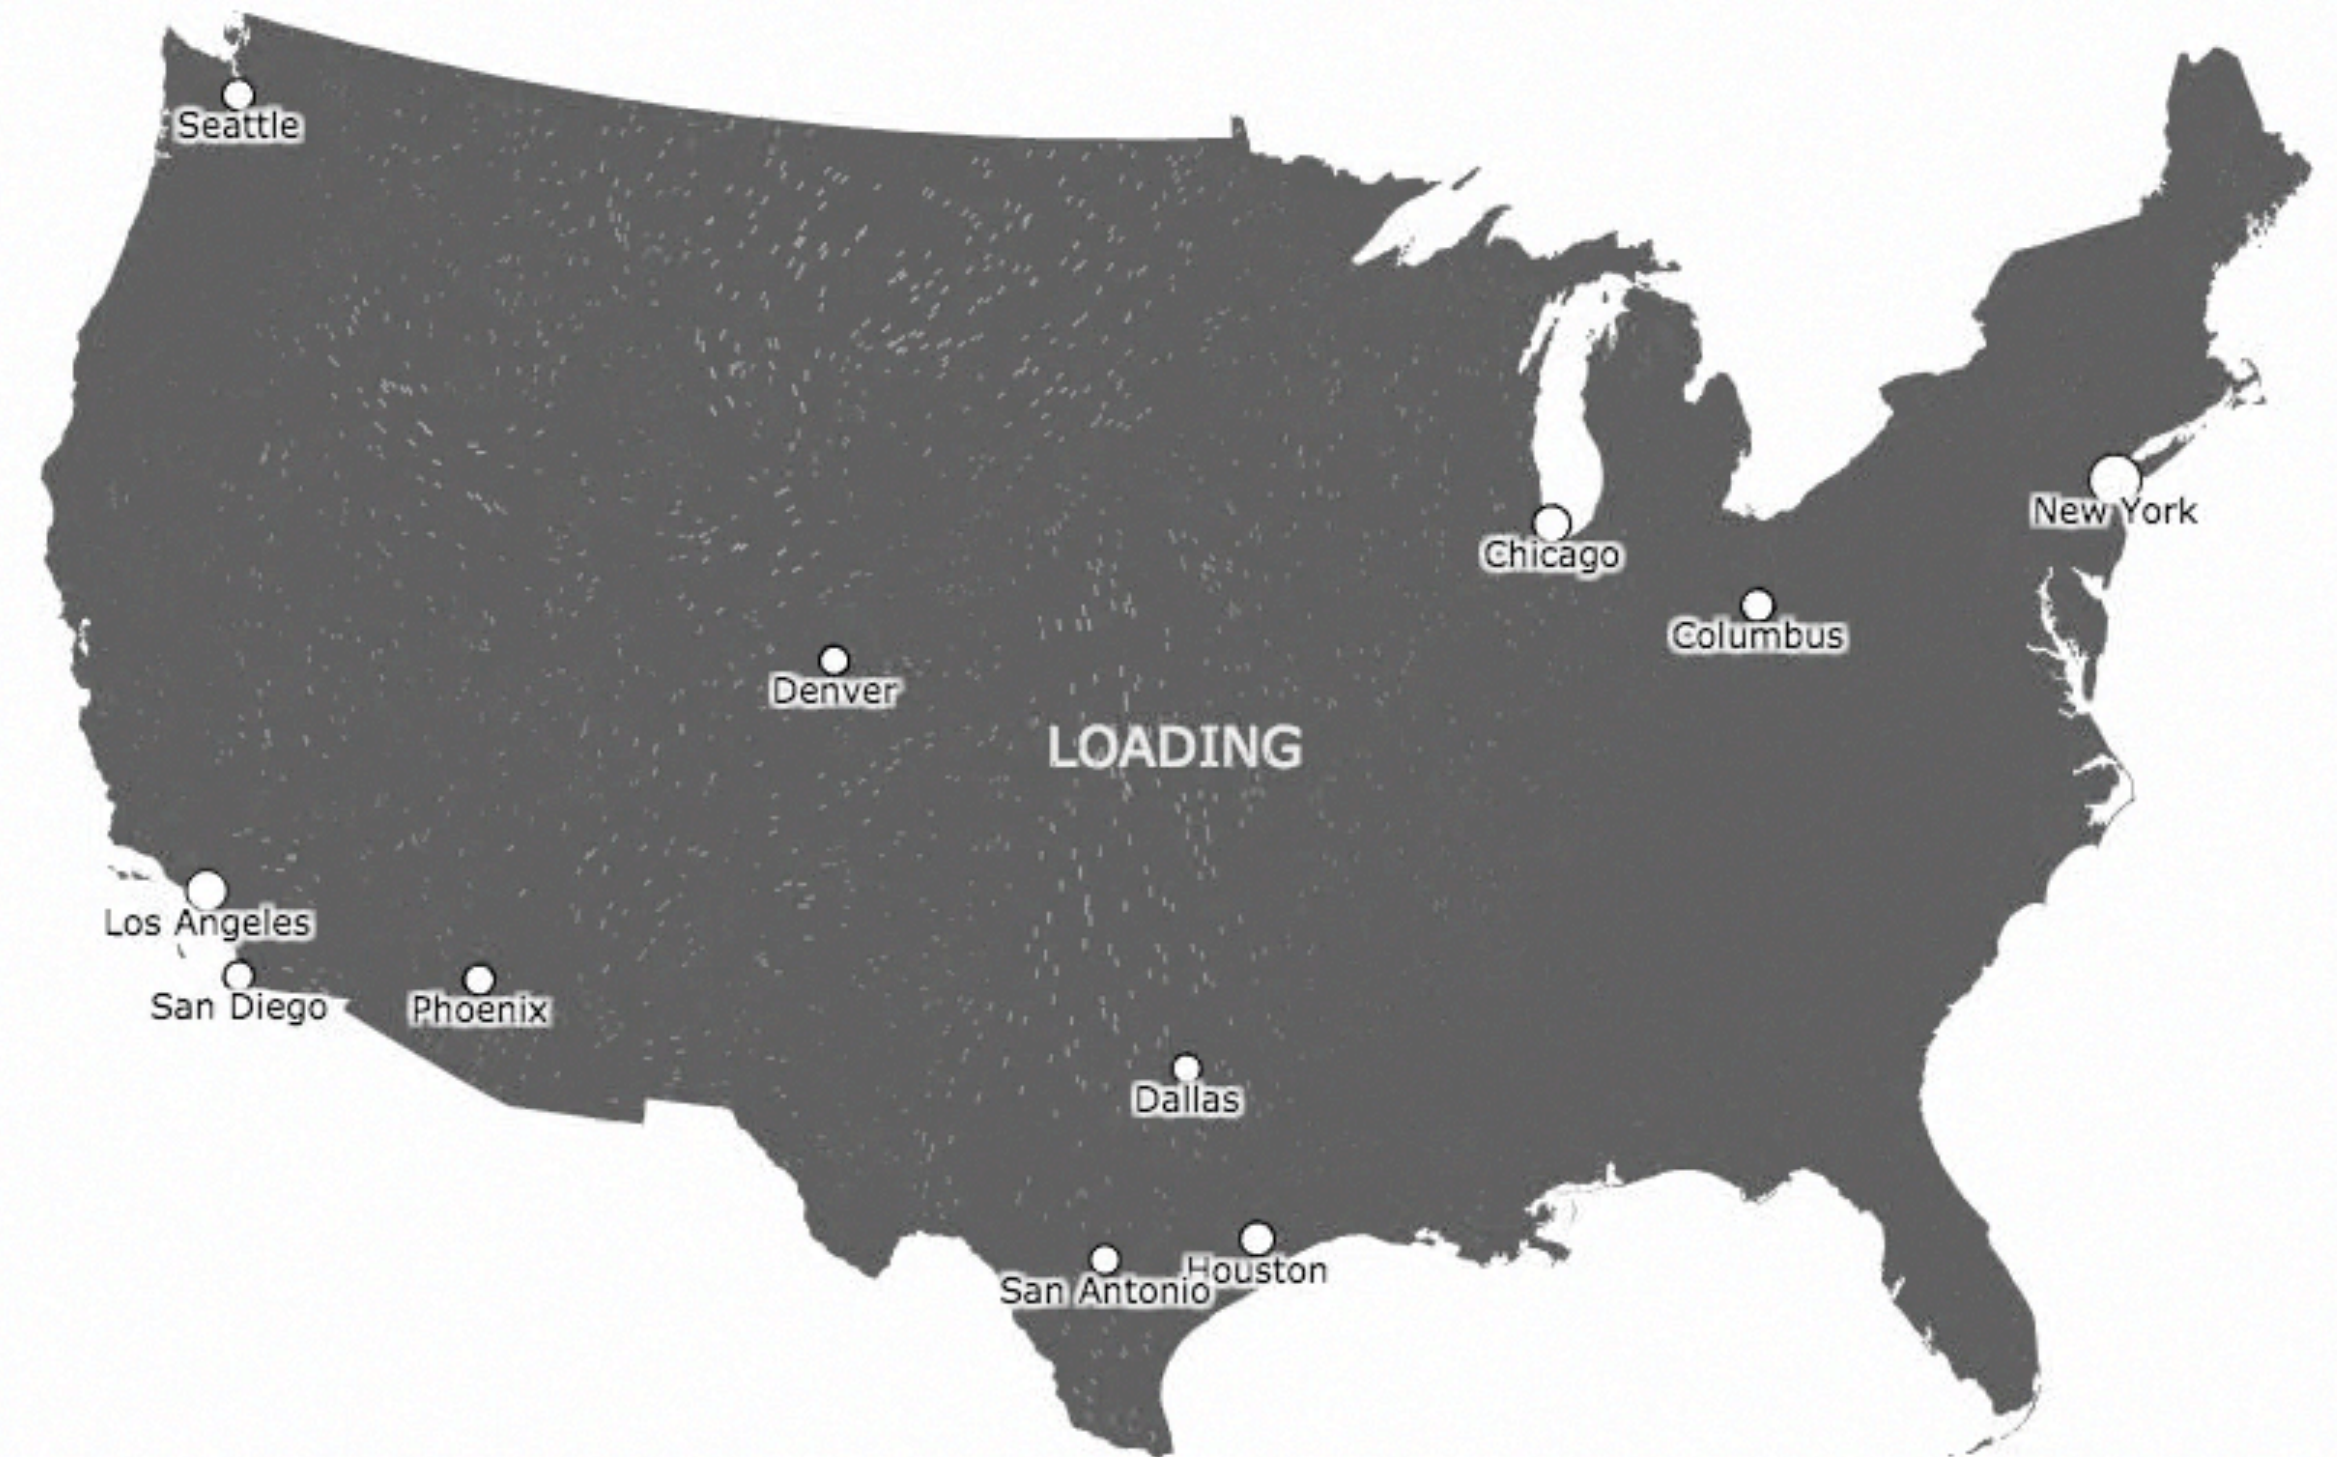 Seattle
New York
Chicago
Columbus
Denver
LOADING
Los Angeles
San Diego
Phoenix
Dallas
Houston
San Antonio